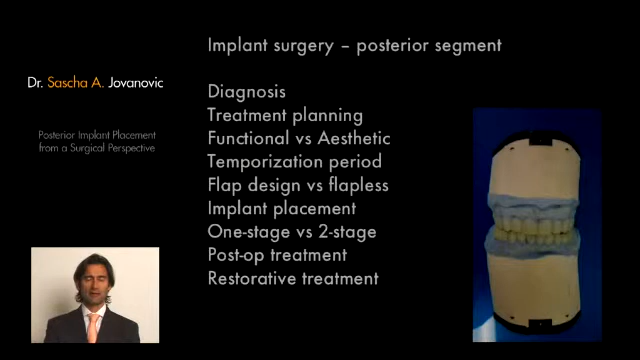 Implant surgery – posterior segment
Dr. Sascha A. Jovanovic
Posterior Implant Placement
from a Surgical Perspective
Diagnosis
Treatment planning
Functional vs Aesthetic
Temporization period
Flap design vs flapless
Implant placement
One-stage vs 2-stage
Post-op treatment
Restorative treatment